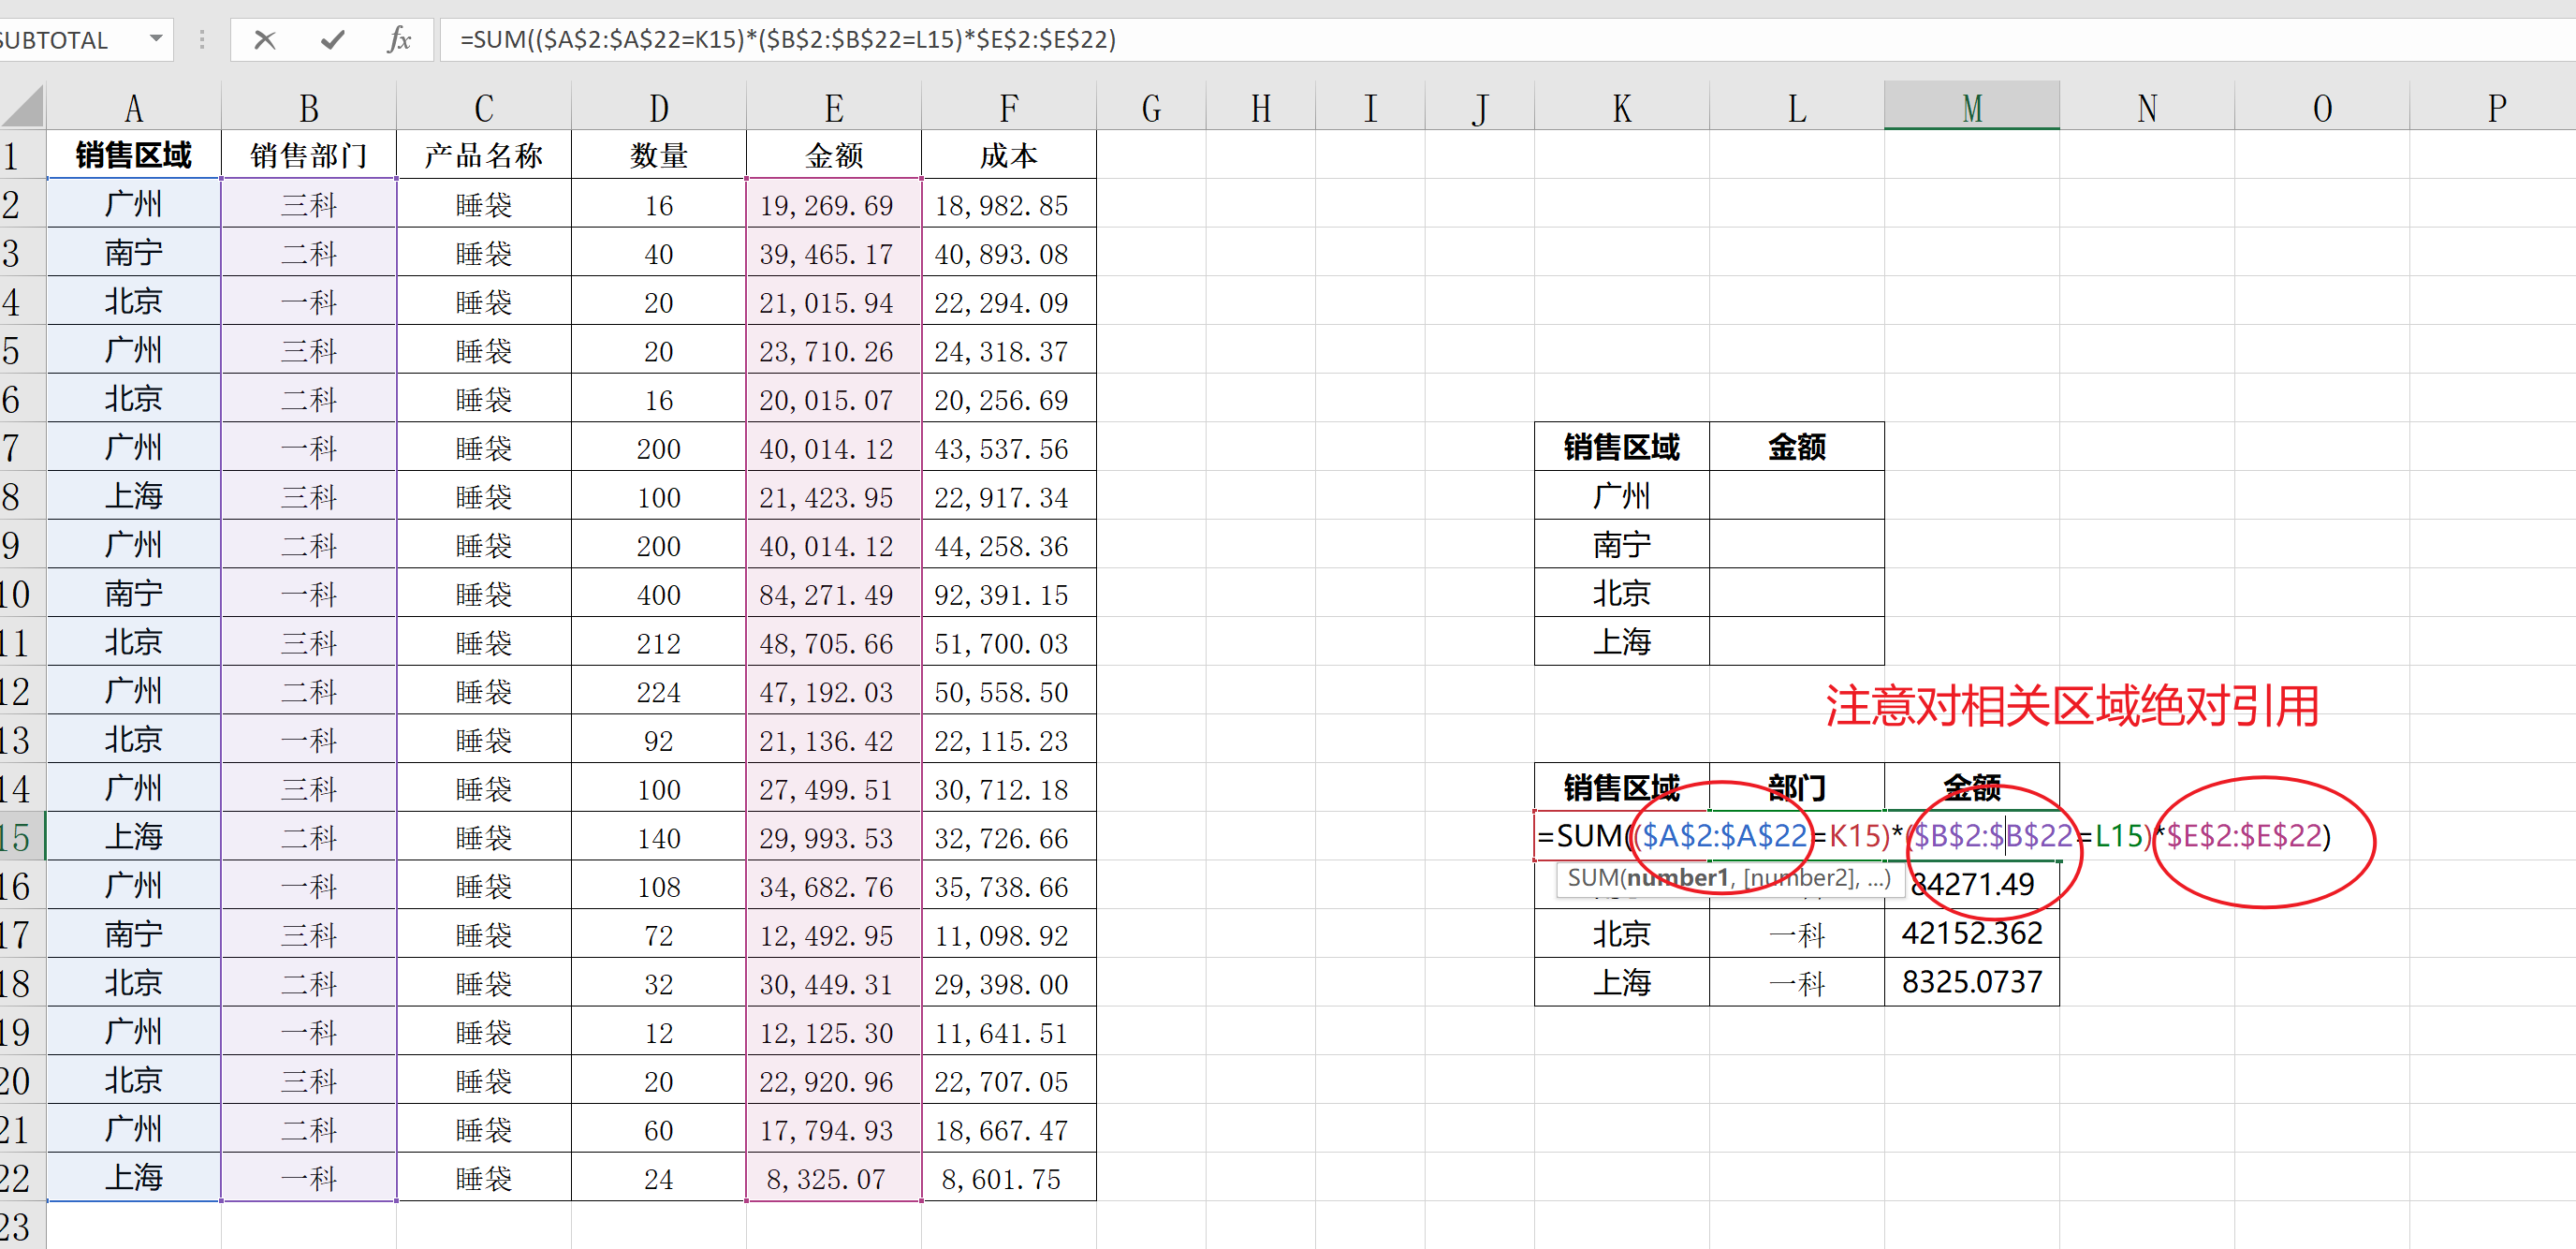 SUBTOTAL fx =SUM(($A$2:$A$22=K15)*($B$2:$B$22=L15)*$E$2:$E$22)
A B C D E F G H I J K L M N O P
1 销售区域 销售部门 产品名称 数量 金额 成本
2 广州 三科 睡袋 16 19,269.69 18,982.85
3 南宁 二科 睡袋 40 39,465.17 40,893.08
4 北京 一科 睡袋 20 21,015.94 22,294.09
5 广州 三科 睡袋 20 23,710.26 24,318.37
6 北京 二科 睡袋 16 20,015.07 20,256.69
7 广州 一科 睡袋 200 40,014.12 43,537.56 销售区域 金额
8 上海 三科 睡袋 100 21,423.95 22,917.34 广州
9 广州 二科 睡袋 200 40,014.12 44,258.36 南宁
10 南宁 一科 睡袋 400 84,271.49 92,391.15 北京
11 北京 三科 睡袋 212 48,705.66 51,700.03 上海
12 广州 二科 睡袋 224 47,192.03 50,558.50 注意对相关区域绝对引用
13 北京 一科 睡袋 92 21,136.42 22,115.23
14 广州 三科 睡袋 100 27,499.51 30,712.18 销售区域 部门 金额
15 上海 二科 睡袋 140 29,993.53 32,726.66 =SUM(($A$2:$A$22=K15)*($B$2:$B$22=L15)*$E$2:$E$22)
16 广州 一科 睡袋 108 34,682.76 35,738.66 SUM(number1, [number2], ...) 84271.49
17 南宁 三科 睡袋 72 12,492.95 11,098.92 北京 一科 42152.362
18 北京 二科 睡袋 32 30,449.31 29,398.00 上海 一科 8325.0737
19 广州 一科 睡袋 12 12,125.30 11,641.51
20 北京 三科 睡袋 20 22,920.96 22,707.05
21 广州 二科 睡袋 60 17,794.93 18,667.47
22 上海 一科 睡袋 24 8,325.07 8,601.75
23